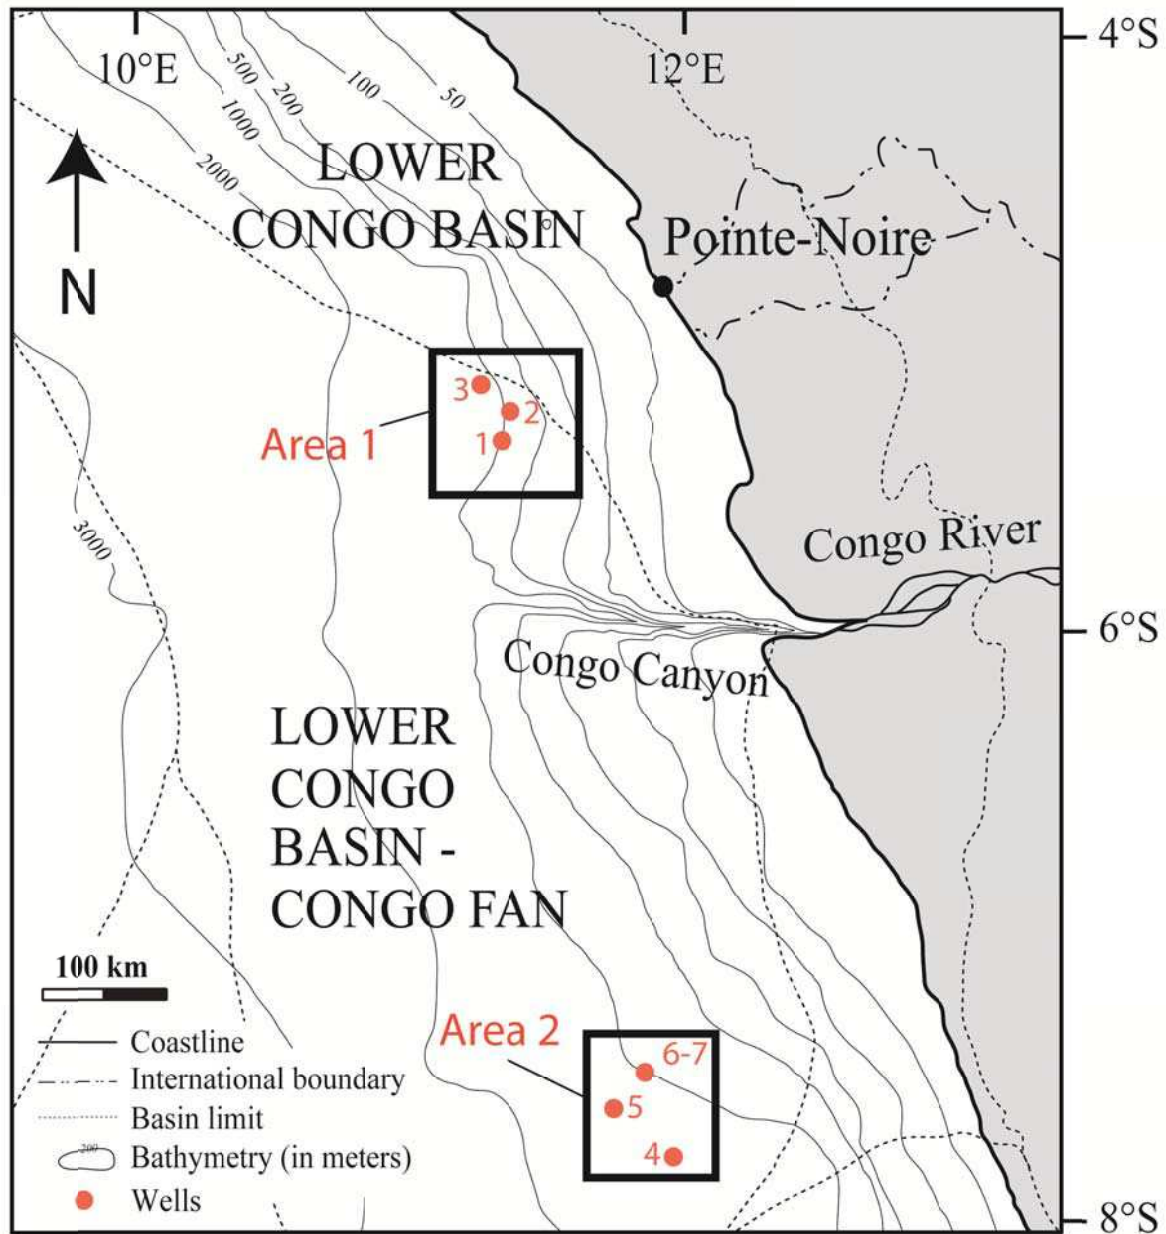 10°E
12°E
4°S
500
200
100
50
1000
2000
LOWER
CONGO BASIN
Pointe-Noire
N
3
2
1
Area 1
3000
Congo River
6°S
Congo Canyon
LOWER
CONGO
BASIN -
CONGO FAN
100 km
Area 2
6-7
5
4
Coastline
International boundary
Basin limit
200
Bathymetry (in meters)
Wells
8°S